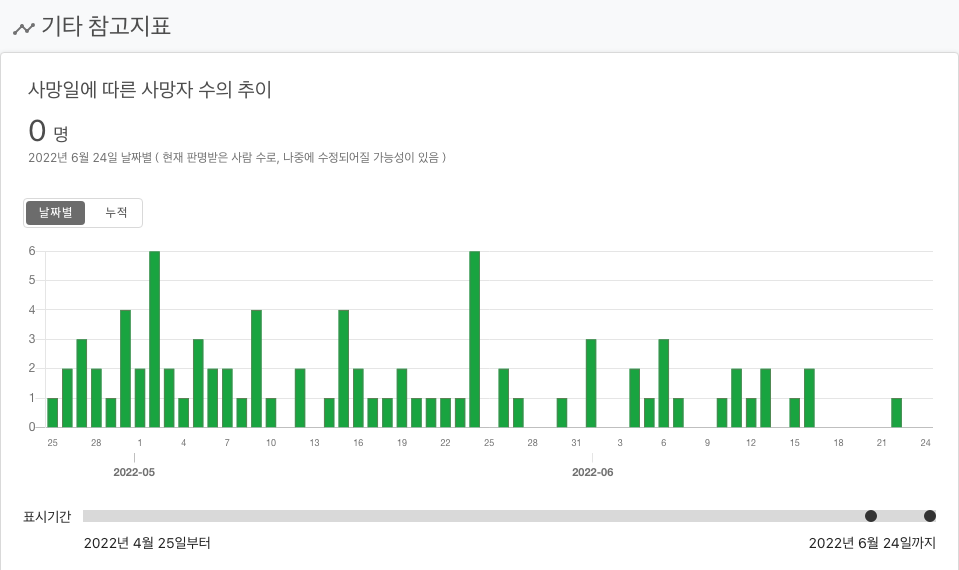 기타 참고지표
사망일에 따른 사망자 수의 추이
0 명
2022년 6월 24일 날짜별 ( 현재 판명받은 사람 수로, 나중에 수정되어질 가능성이 있음 )
날짜별 누적
6
5
4
3
2
1
0
25 28 1 4 7 10 13 16 19 22 25 28 31 3 6 9 12 15 18 21 24
2022-05 2022-06
표시기간
2022년 4월 25일부터 2022년 6월 24일까지